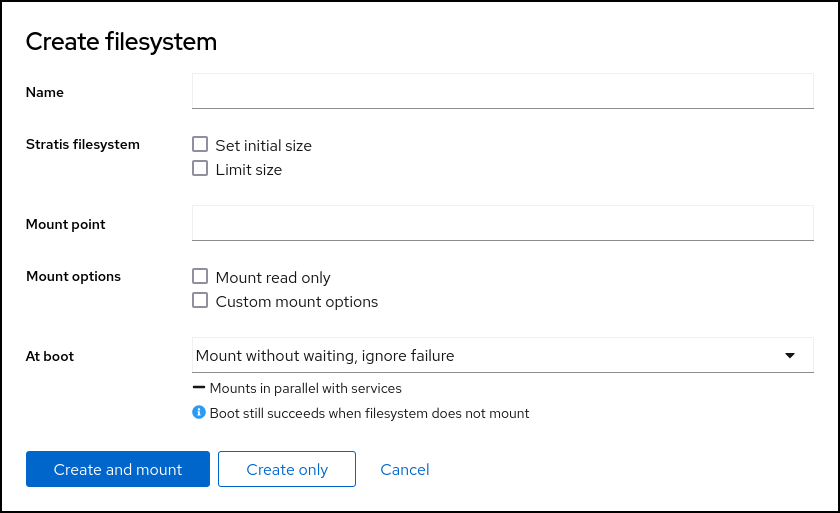 Create filesystem
Name
Stratis filesystem
Set initial size
Limit size
Mount point
Mount options
Mount read only
Custom mount options
At boot
Mount without waiting, ignore failure
Mounts in parallel with services
Boot still succeeds when filesystem does not mount
Create and mount
Create only
Cancel